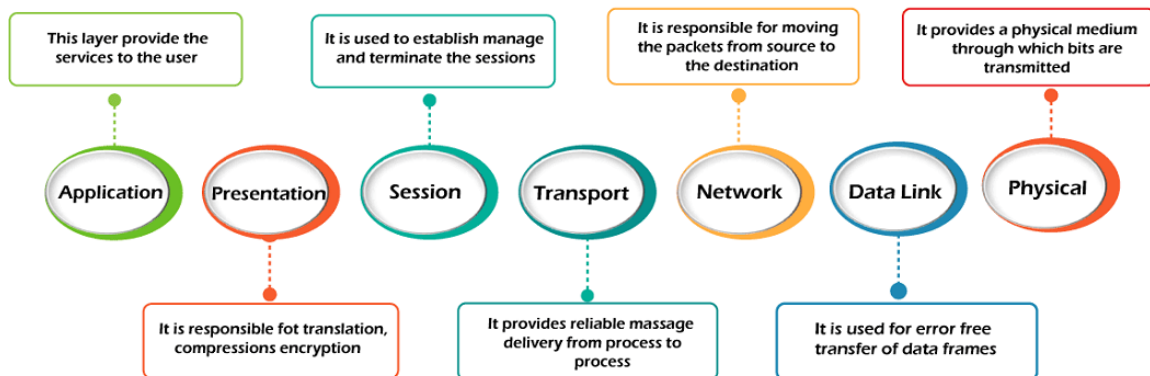 This layer provide the
services to the user
It is used to establish manage
and terminate the sessions
It is responsible for moving
the packets from source to
the destination
It provides a physical medium
through which bits are
transmitted
Application
Presentation
Session
Transport
Network
Data Link
Physical
It is responsible fot translation,
compressions encryption
It provides reliable massage
delivery from process to
process
It is used for error free
transfer of data frames